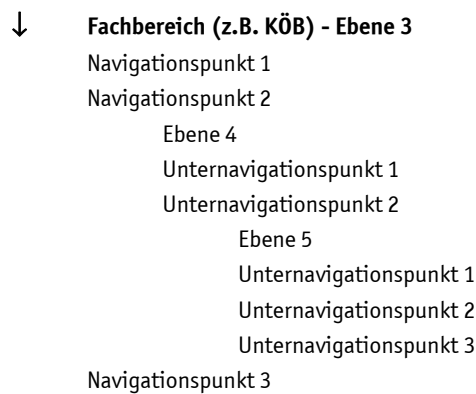 ↓ Fachbereich (z.B. KÖB) - Ebene 3
Navigationspunkt 1
Navigationspunkt 2
Ebene 4
Unternavigationspunkt 1
Unternavigationspunkt 2
Ebene 5
Unternavigationspunkt 1
Unternavigationspunkt 2
Unternavigationspunkt 3
Navigationspunkt 3